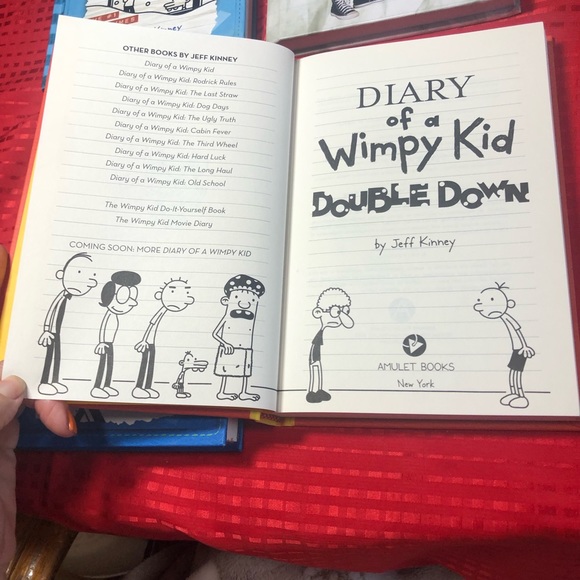 OTHER BOOKS BY JEFF KINNEY
Diary of a Wimpy Kid
Diary of a Wimpy Kid: Rodrick Rules
Diary of a Wimpy Kid: The Last Straw
Diary of a Wimpy Kid: Dog Days
Diary of a Wimpy Kid: The Ugly Truth
Diary of a Wimpy Kid: Cabin Fever
Diary of a Wimpy Kid: The Third Wheel
Diary of a Wimpy Kid: Hard Luck
Diary of a Wimpy Kid: The Long Haul
Diary of a Wimpy Kid: Old School
The Wimpy Kid Do-It-Yourself Book
The Wimpy Kid Movie Diary
COMING SOON: MORE DIARY OF A WIMPY KID
DIARY
of a
Wimpy Kid
DOUBLE DOWN
by Jeff Kinney
AMULET BOOKS
New York